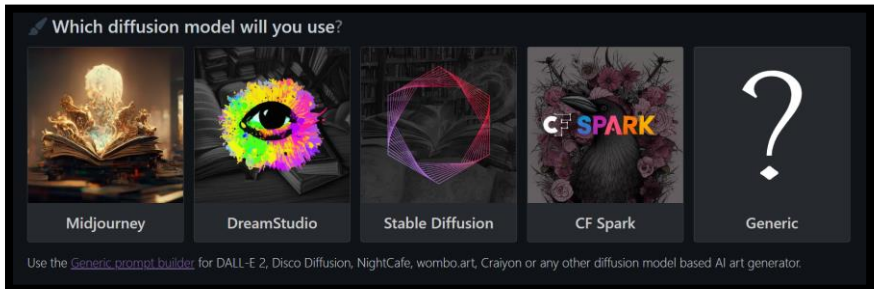 Which diffusion model will you use?
CF SPARK
?
Midjourney
DreamStudio
Stable Diffusion
CF Spark
Generic
Use the Generic prompt builder for DALL-E 2, Disco Diffusion, NightCafe, wombo.art, Craiyon or any other diffusion model based AI art generator.